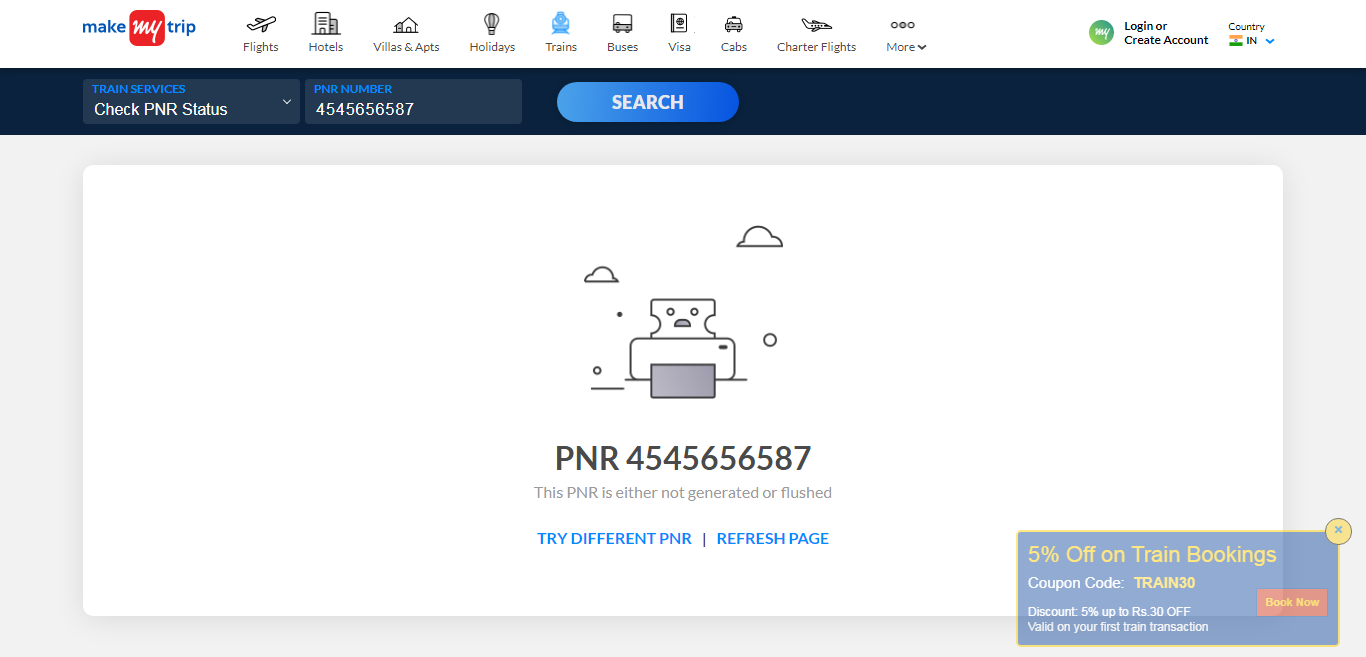 make my trip
Flights
Hotels
Villas & Apts
Holidays
Trains
Buses
Visa
Cabs
Charter Flights
More
my
Login or
Create Account
Country
IN
TRAIN SERVICES
Check PNR Status
PNR NUMBER
4545656587
SEARCH
PNR 4545656587
This PNR is either not generated or flushed
TRY DIFFERENT PNR | REFRESH PAGE
×
5% Off on Train Bookings
Coupon Code: TRAIN30
Book Now
Discount: 5% up to Rs.30 OFF
Valid on your first train transaction